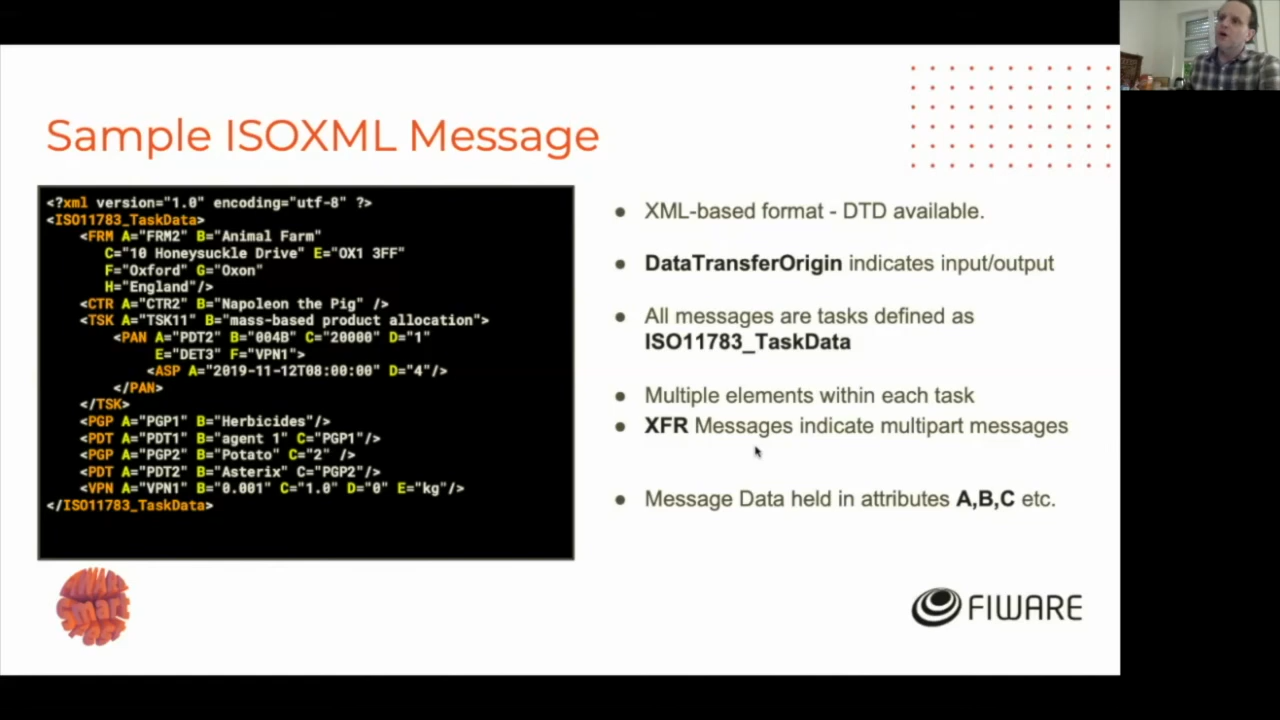 Sample ISOXML Message
<?xml version="1.0" encoding="utf-8" ?>
<ISO11783_TaskData>
<FRM A="FRM2" B="Animal Farm"
C="10 Honeysuckle Drive" E="OX1 3FF"
F="Oxford" G="Oxon"
H="England"/>
<CTR A="CTR2" B="Napoleon the Pig" />
<TSK A="TSK11" B="mass-based product allocation">
<PAN A="PDT2" B="004B" C="20000" D="1"
E="DET3" F="VPN1">
<ASP A="2019-11-12T08:00:00" D="4"/>
</PAN>
</TSK>
<PGP A="PGP1" B="Herbicides"/>
<PDT A="PDT1" B="agent 1" C="PGP1"/>
<PGP A="PGP2" B="Potato" C="2" />
<PDT A="PDT2" B="Asterix" C="PGP2"/>
<VPN A="VPN1" B="0.001" C="1.0" D="0" E="kg"/>
</ISO11783_TaskData>
● XML-based format - DTD available.
● DataTransferOrigin indicates input/output
● All messages are tasks defined as
ISO11783_TaskData
● Multiple elements within each task
● XFR Messages indicate multipart messages
● Message Data held in attributes A,B,C etc.
Smart
FIWARE